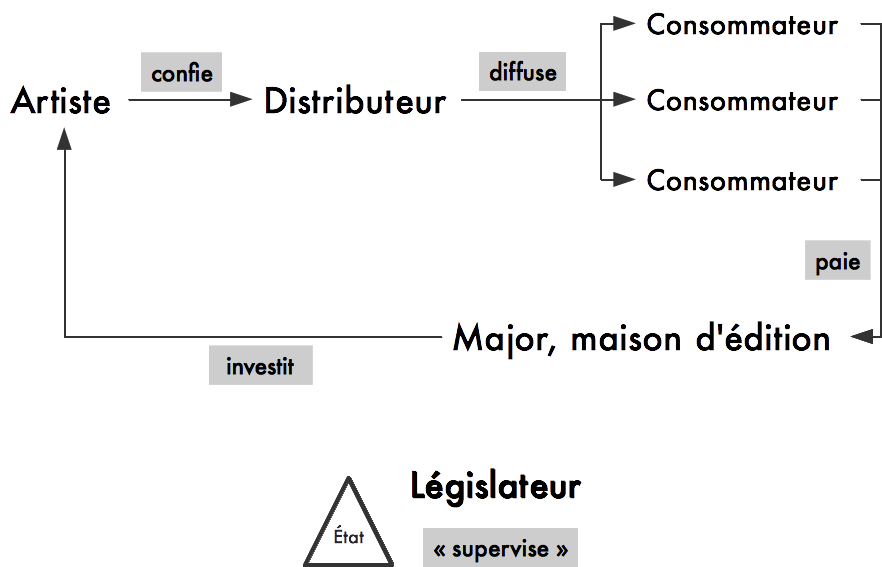 Consommateur
confie
diffuse
Artiste
Distributeur
Consommateur
Consommateur
paie
Major, maison d'édition
investit
Législateur
État
« supervise »